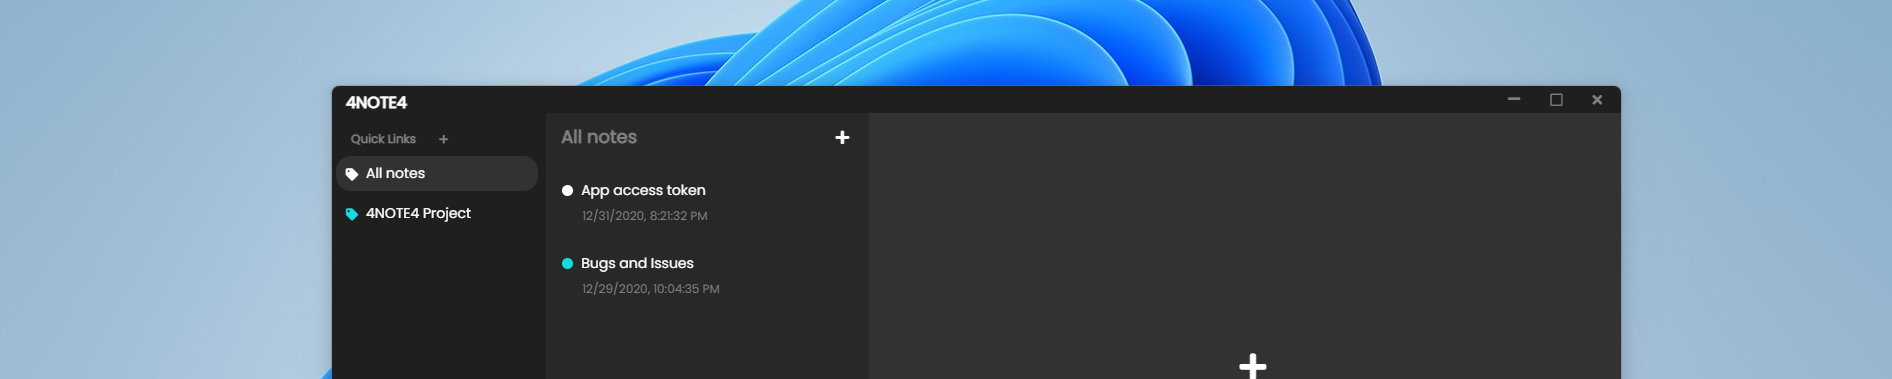 4NOTE4
Quick Links
All notes
4NOTE4 Project
All notes
App access token
12/31/2020, 8:21:32 PM
Bugs and Issues
12/29/2020, 10:04:35 PM